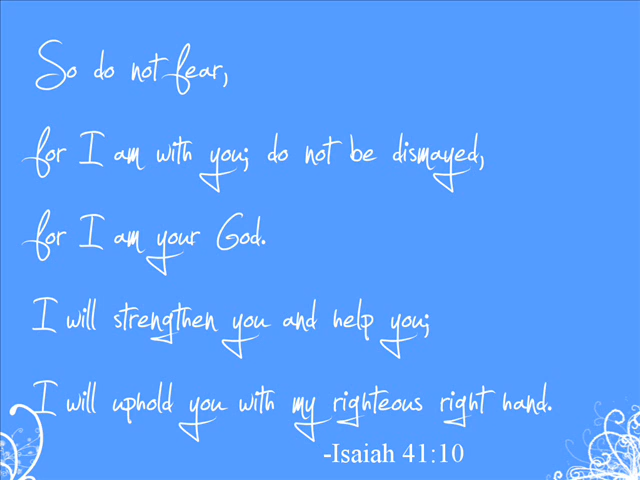 So do not fear,
for I am with you; do not be dismayed,
for I am your God.
I will strengthen you and help you;
I will uphold you with my righteous right hand.
-Isaiah 41:10